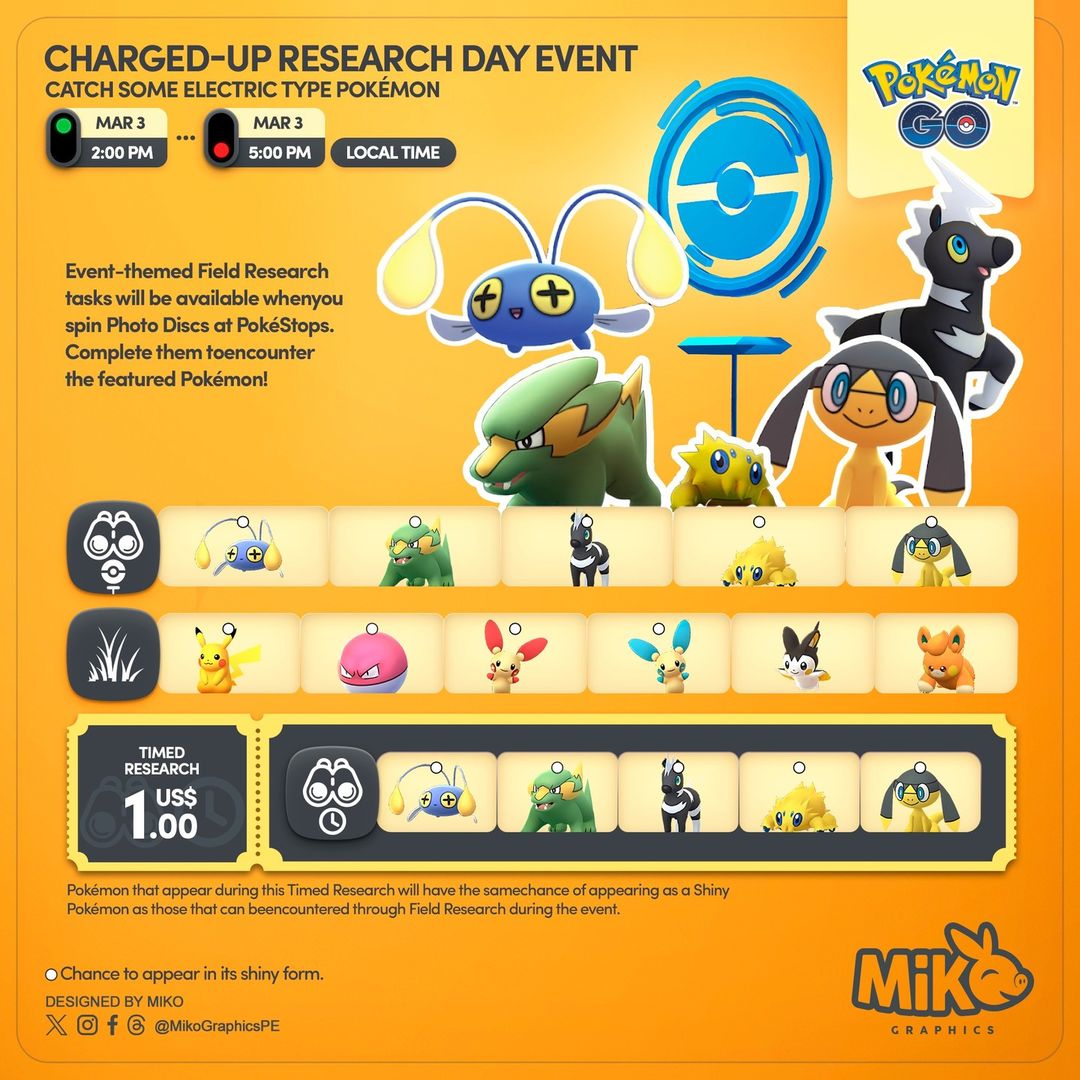 CHARGED-UP RESEARCH DAY EVENT
CATCH SOME ELECTRIC TYPE POKÉMON
MAR 3
2:00 PM
...
MAR 3
5:00 PM
LOCAL TIME
POKéMON
GO
Event-themed Field Research
tasks will be available whenyou
spin Photo Discs at PokéStops.
Complete them toencounter
the featured Pokémon!
TIMED
RESEARCH
1.00 US$
Pokémon that appear during this Timed Research will have the samechance of appearing as a Shiny
Pokémon as those that can beencountered through Field Research during the event.
Chance to appear in its shiny form.
DESIGNED BY MIKO
@MikoGraphicsPE
MiKO
GRAPHICS